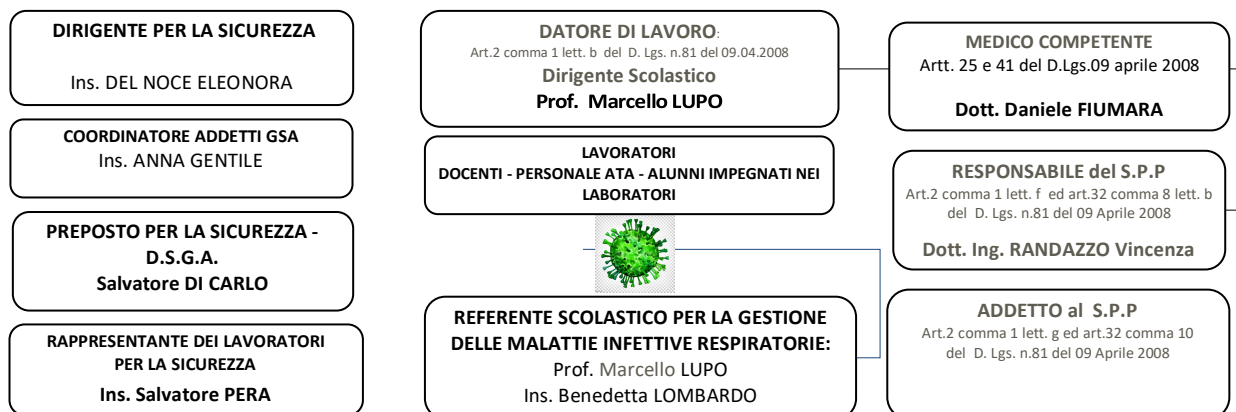 DIRIGENTE PER LA SICUREZZA
Ins. DEL NOCE ELEONORA
COORDINATORE ADDETTI GSA
Ins. ANNA GENTILE
PREPOSTO PER LA SICUREZZA -
D.S.G.A.
Salvatore DI CARLO
RAPPRESENTANTE DEI LAVORATORI
PER LA SICUREZZA
Ins. Salvatore PERA
DATORE DI LAVORO:
Art.2 comma 1 lett. b del D. Lgs. n.81 del 09.04.2008
Dirigente Scolastico
Prof. Marcello LUPO
LAVORATORI
DOCENTI - PERSONALE ATA - ALUNNI IMPEGNATI NEI
LABORATORI
REFERENTE SCOLASTICO PER LA GESTIONE
DELLE MALATTIE INFETTIVE RESPIRATORIE:
Prof. Marcello LUPO
Ins. Benedetta LOMBARDO
MEDICO COMPETENTE
Artt. 25 e 41 del D.Lgs.09 aprile 2008
Dott. Daniele FIUMARA
RESPONSABILE del S.P.P
Art.2 comma 1 lett. f ed art.32 comma 8 lett. b
del D. Lgs. n.81 del 09 Aprile 2008
Dott. Ing. RANDAZZO Vincenza
ADDETTO al S.P.P
Art.2 comma 1 lett. g ed art.32 comma 10
del D. Lgs. n.81 del 09 Aprile 2008